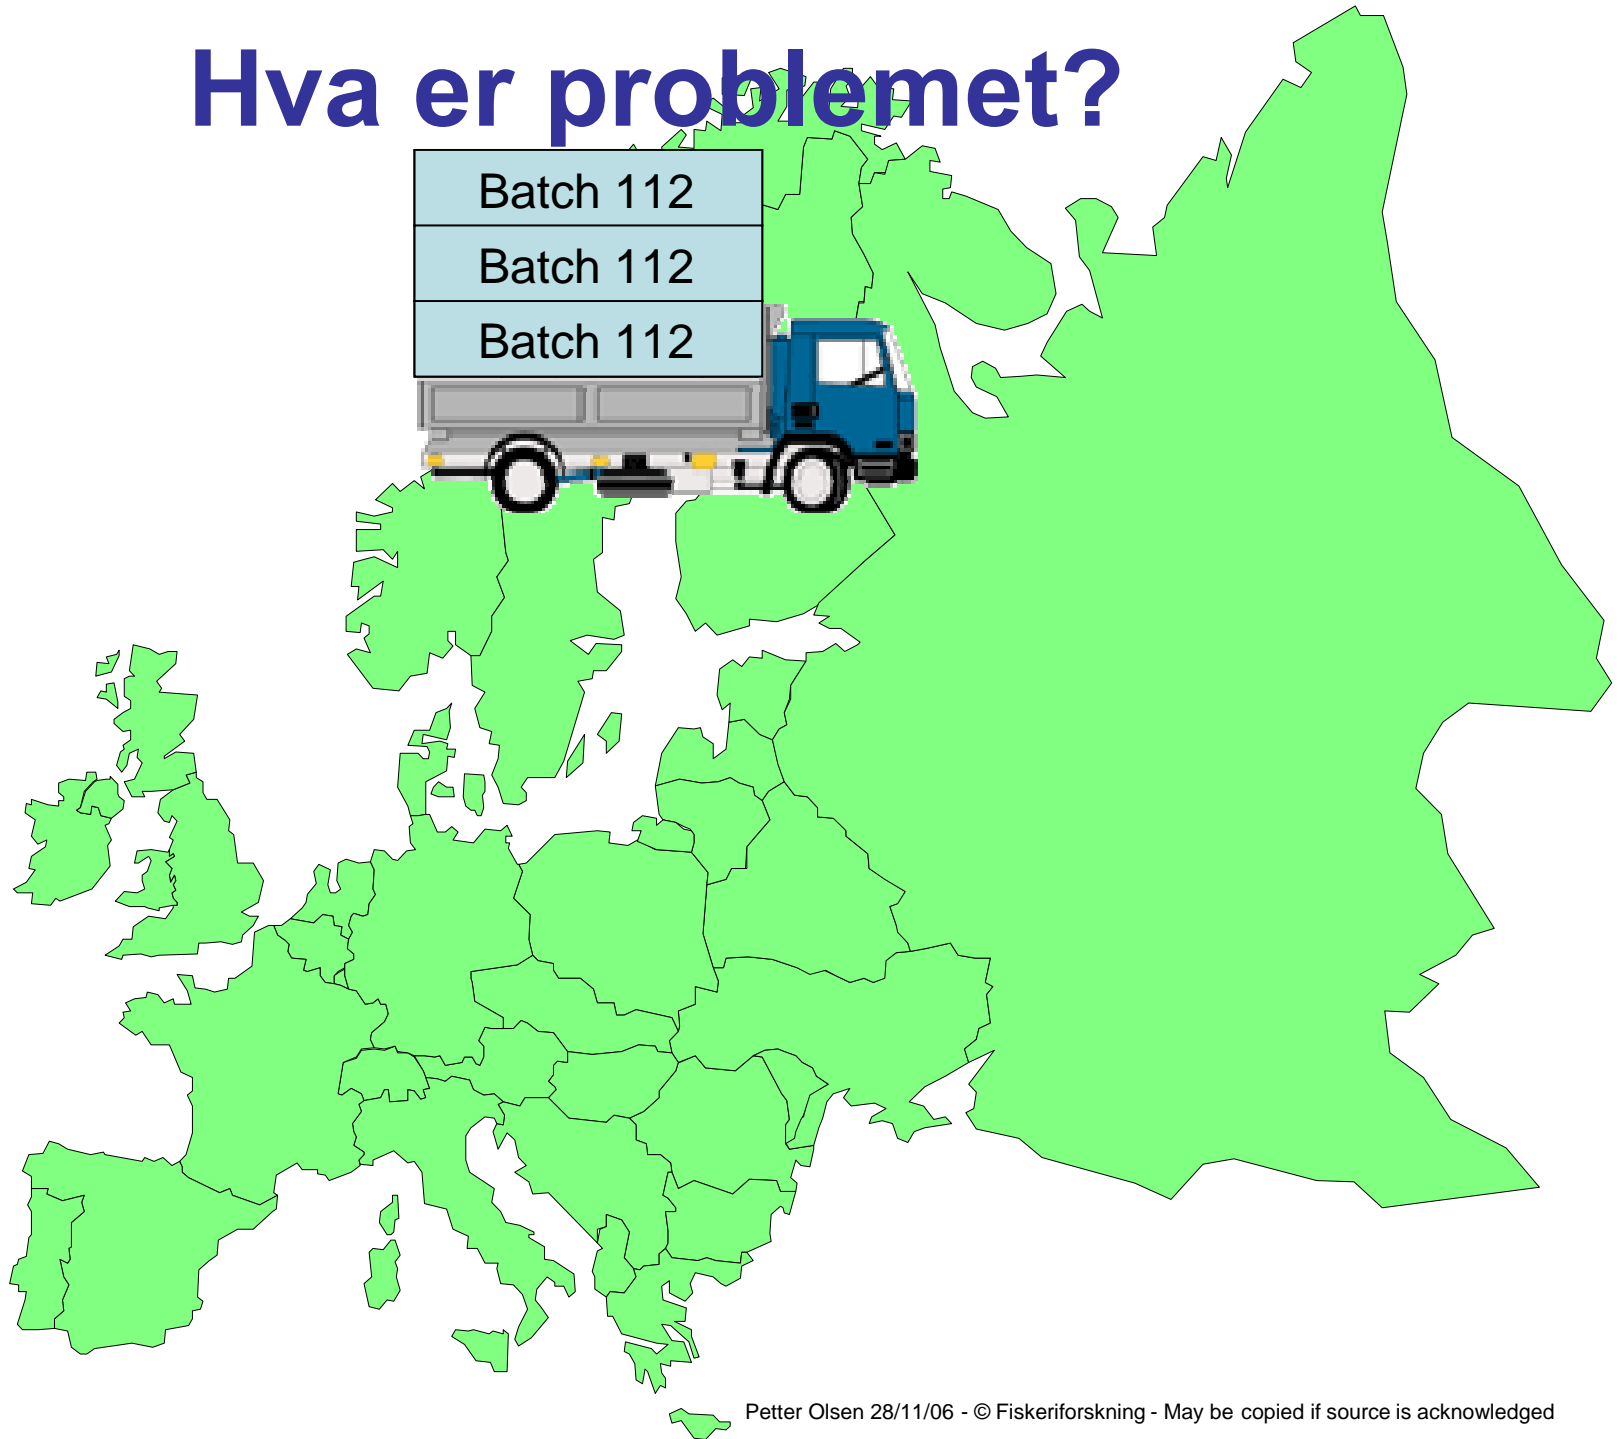 Hva er problemet?
Batch 112
Batch 112
Batch 112
Petter Olsen 28/11/06 - © Fiskeriforskning - May be copied if source is acknowledged